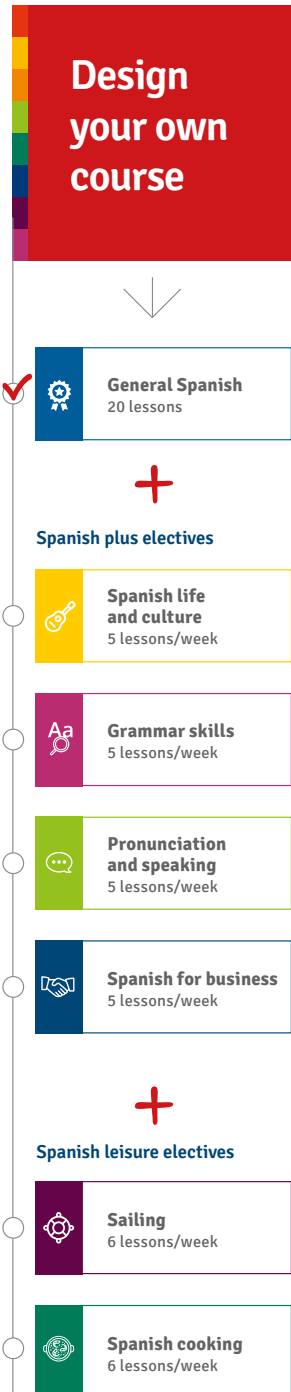 Design
your own
course
General Spanish
20 lessons
Spanish plus electives
Spanish life
and culture
5 lessons/week
Aa
Grammar skills
5 lessons/week
Pronunciation
and speaking
5 lessons/week
Spanish for business
5 lessons/week
Spanish leisure electives
Sailing
6 lessons/week
Spanish cooking
6 lessons/week